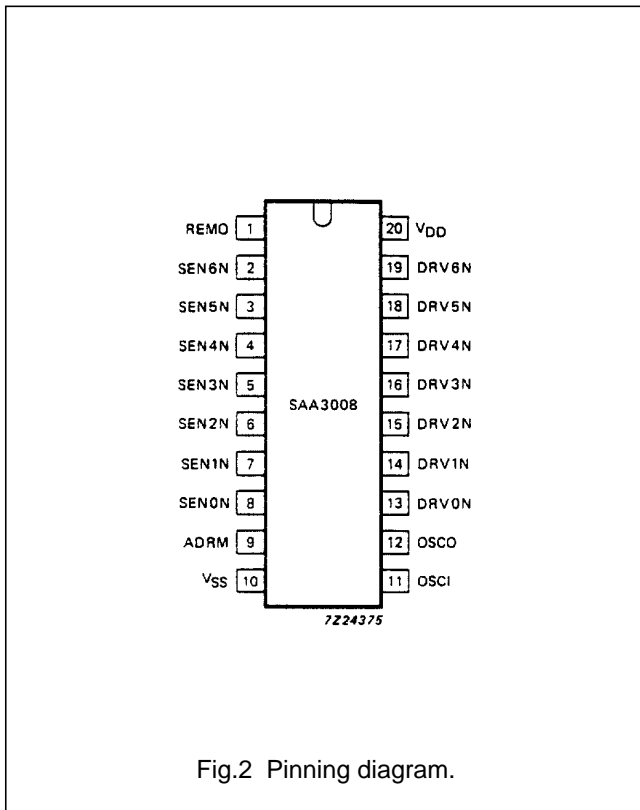 REMO 1 20 VDD
SEN6N 2 19 DRV6N
SEN5N 3 18 DRV5N
SEN4N 4 17 DRV4N
SEN3N 5 16 DRV3N
SAA3008
SEN2N 6 15 DRV2N
SEN1N 7 14 DRV1N
SEN0N 8 13 DRV0N
ADRM 9 12 OSCO
VSS 10 11 OSCI
7Z24375
Fig.2 Pinning diagram.